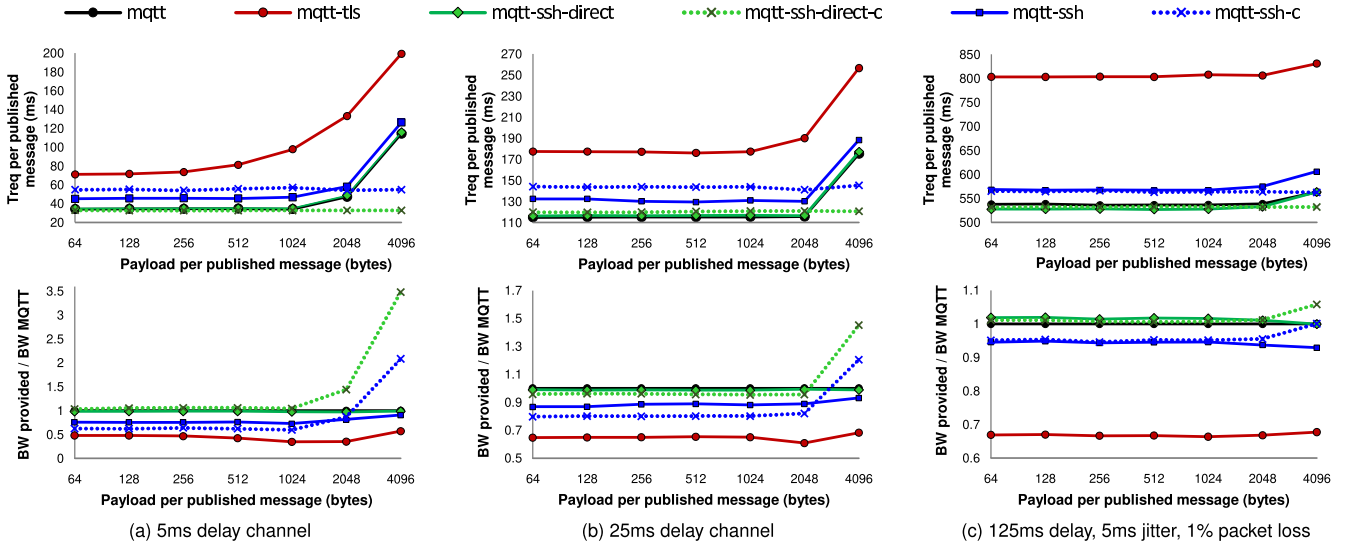 mqtt mqtt-tls mqtt-ssh-direct mqtt-ssh-direct-c mqtt-ssh mqtt-ssh-c
Treq per published
message (ms)
200
180
160
140
120
100
80
60
40
20
64 128 256 512 1024 2048 4096
Payload per published message (bytes)
Treq per published
message (ms)
270
250
230
210
190
170
150
130
110
64 128 256 512 1024 2048 4096
Payload per published message (bytes)
Treq per published
message (ms)
850
800
750
700
650
600
550
500
64 128 256 512 1024 2048 4096
Payload per published message (bytes)
BW provided / BW MQTT
3.5
3
2.5
2
1.5
1
0.5
0
64 128 256 512 1024 2048 4096
Payload per published message (bytes)
(a) 5ms delay channel
BW provided / BW MQTT
1.7
1.5
1.3
1.1
0.9
0.7
0.5
64 128 256 512 1024 2048 4096
Payload per published message (bytes)
(b) 25ms delay channel
BW provided / BW MQTT
1.1
1
0.9
0.8
0.7
0.6
64 128 256 512 1024 2048 4096
Payload per published message (bytes)
(c) 125ms delay, 5ms jitter, 1% packet loss